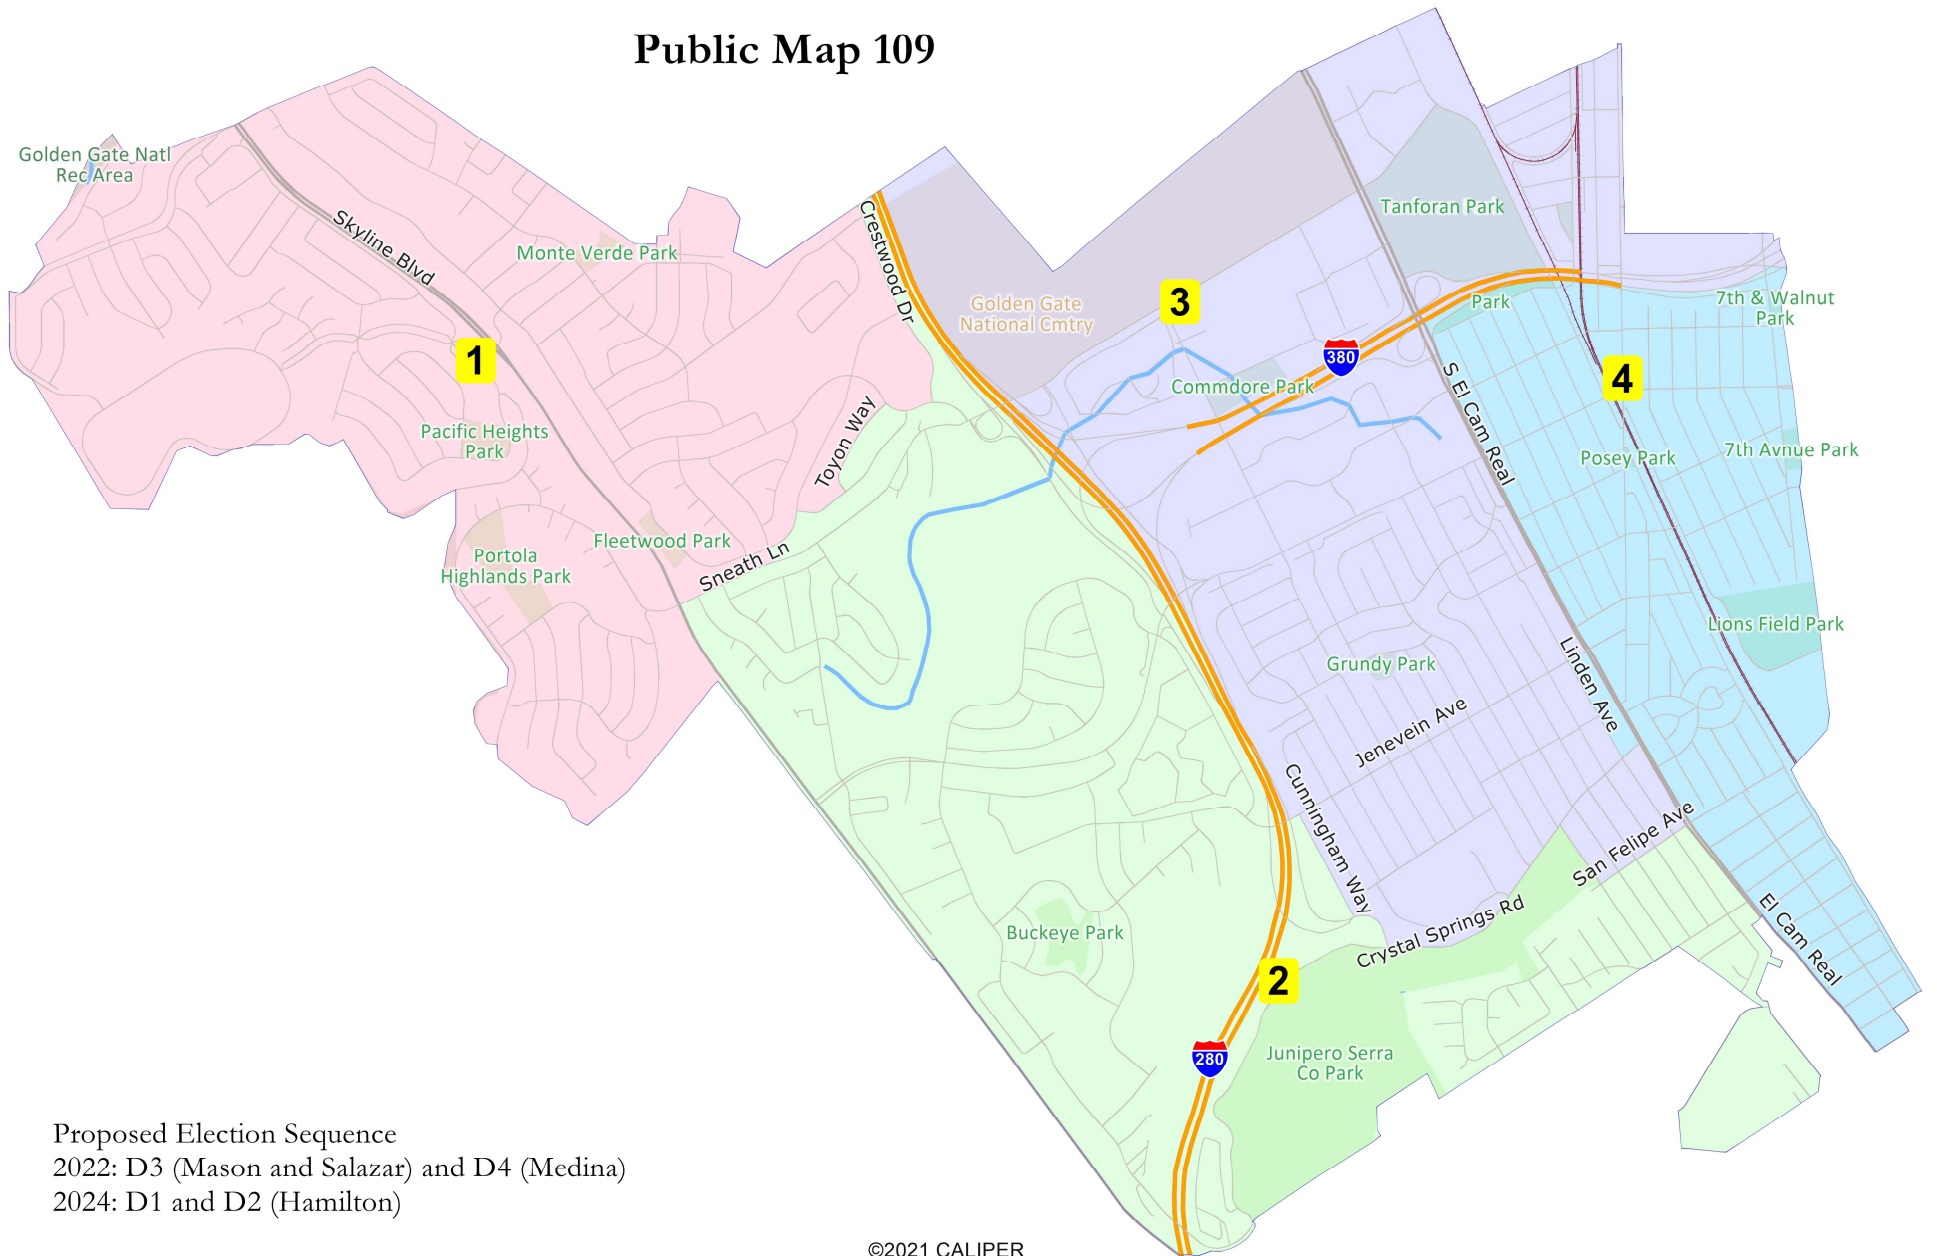 Public Map 109
Golden Gate Natl
Rec Area
Skyline Blvd
Monte Verde Park
Crestwood Dr
Golden Gate
National Cmtry
3
Tanforan Park
Park
7th & Walnut
Park
1
380
Commdore Park
S El Cam Real
4
Pacific Heights
Park
Toyon Way
Posey Park
7th Avnue Park
Portola
Highlands Park
Fleetwood Park
Sneath Ln
Lions Field Park
Grundy Park
Linden Ave
Jenevein Ave
Cunningham Way
San Felipe Ave
Crystal Springs Rd
El Cam Real
Buckeye Park
2
280
Junipero Serra
Co Park
Proposed Election Sequence
2022: D3 (Mason and Salazar) and D4 (Medina)
2024: D1 and D2 (Hamilton)
©2021 CALIPER